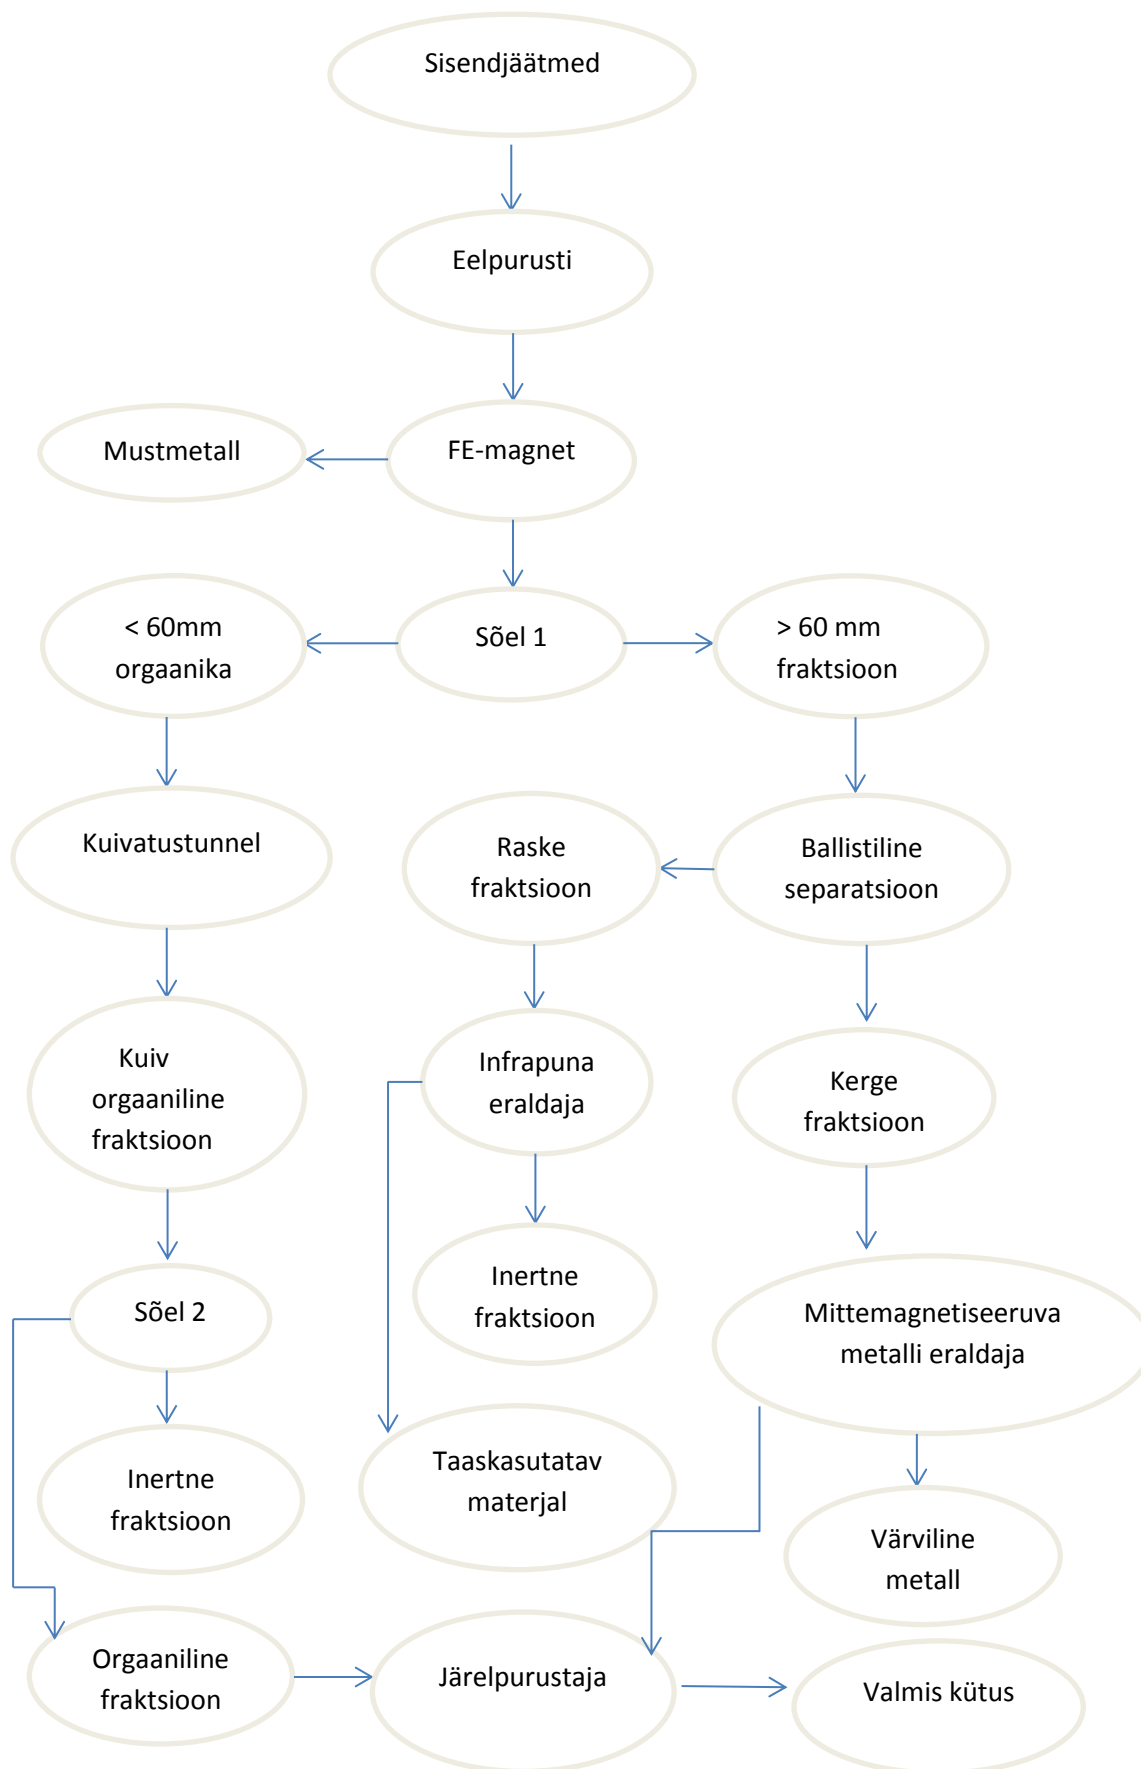 Sisendjäätmed
Eelpurusti
Mustmetall
FE-magnet
< 60mm
orgaanika
Sõel 1
> 60 mm
fraktsioon
Kuivatustunnel
Raske
fraktsioon
Ballistiline
separatsioon
Kuiv
orgaaniline
fraktsioon
Infrapuna
eraldaja
Kerge
fraktsioon
Sõel 2
Inertne
fraktsioon
Mittemagnetiseeruva
metalli eraldaja
Inertne
fraktsioon
Taaskasutatav
materjal
Värviline
metall
Orgaaniline
fraktsioon
Järelpurustaja
Valmis kütus